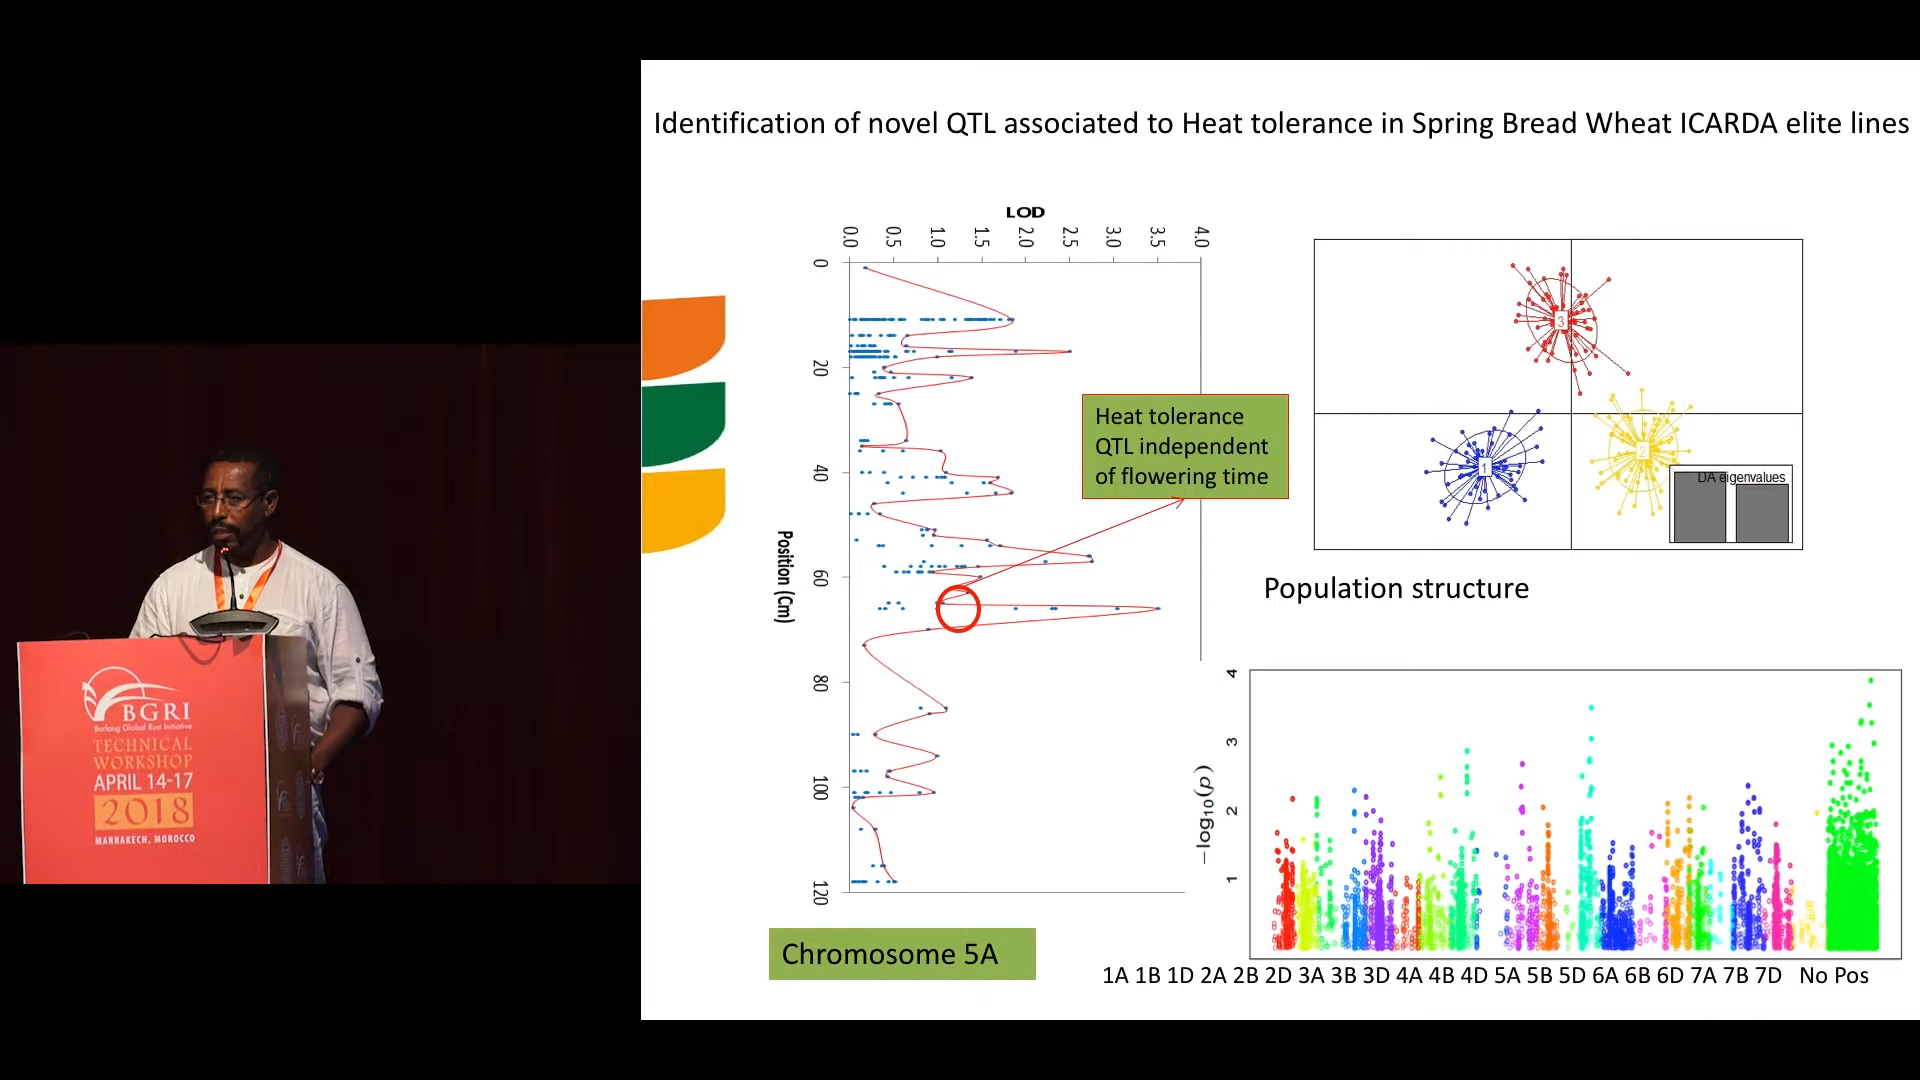 Identification of novel QTL associated to Heat tolerance in Spring Bread Wheat ICARDA elite lines
LOD
0.0 0.5 1.0 1.5 2.0 2.5 3.0 3.5 4.0
0
20
40
60
80
100
120
Position (Cm)
Heat tolerance
QTL independent
of flowering time
Chromosome 5A
3
1
2
DA eigenvalues
Population structure
4
3
2
1
−log10(p)
1A 1B 1D 2A 2B 2D 3A 3B 3D 4A 4B 4D 5A 5B 5D 6A 6B 6D 7A 7B 7D No Pos
BGRI
Borlaug Global Rust Initiative
TECHNICAL
WORKSHOP
APRIL 14-17
2018
MARRAKECH, MOROCCO